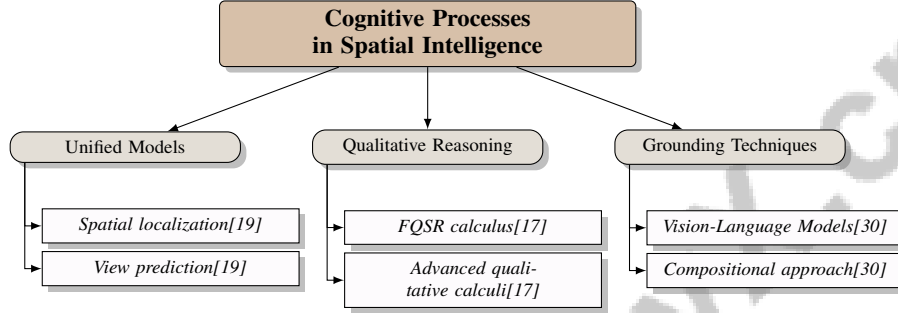 Cognitive Processes
in Spatial Intelligence
Unified Models
Qualitative Reasoning
Grounding Techniques
Spatial localization[19]
FQSR calculus[17]
Vision-Language Models[30]
View prediction[19]
Advanced quali-
tative calculi[17]
Compositional approach[30]